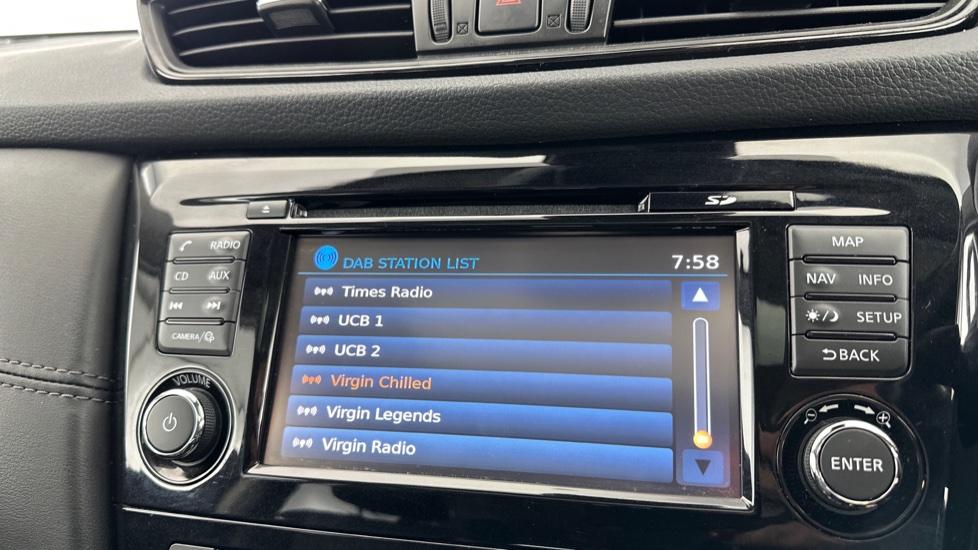 SD
RADIO
CD AUX
CAMERA/
VOLUME
DAB STATION LIST 7:58
Times Radio
UCB 1
UCB 2
Virgin Chilled
Virgin Legends
Virgin Radio
MAP
NAV INFO
SETUP
BACK
ENTER